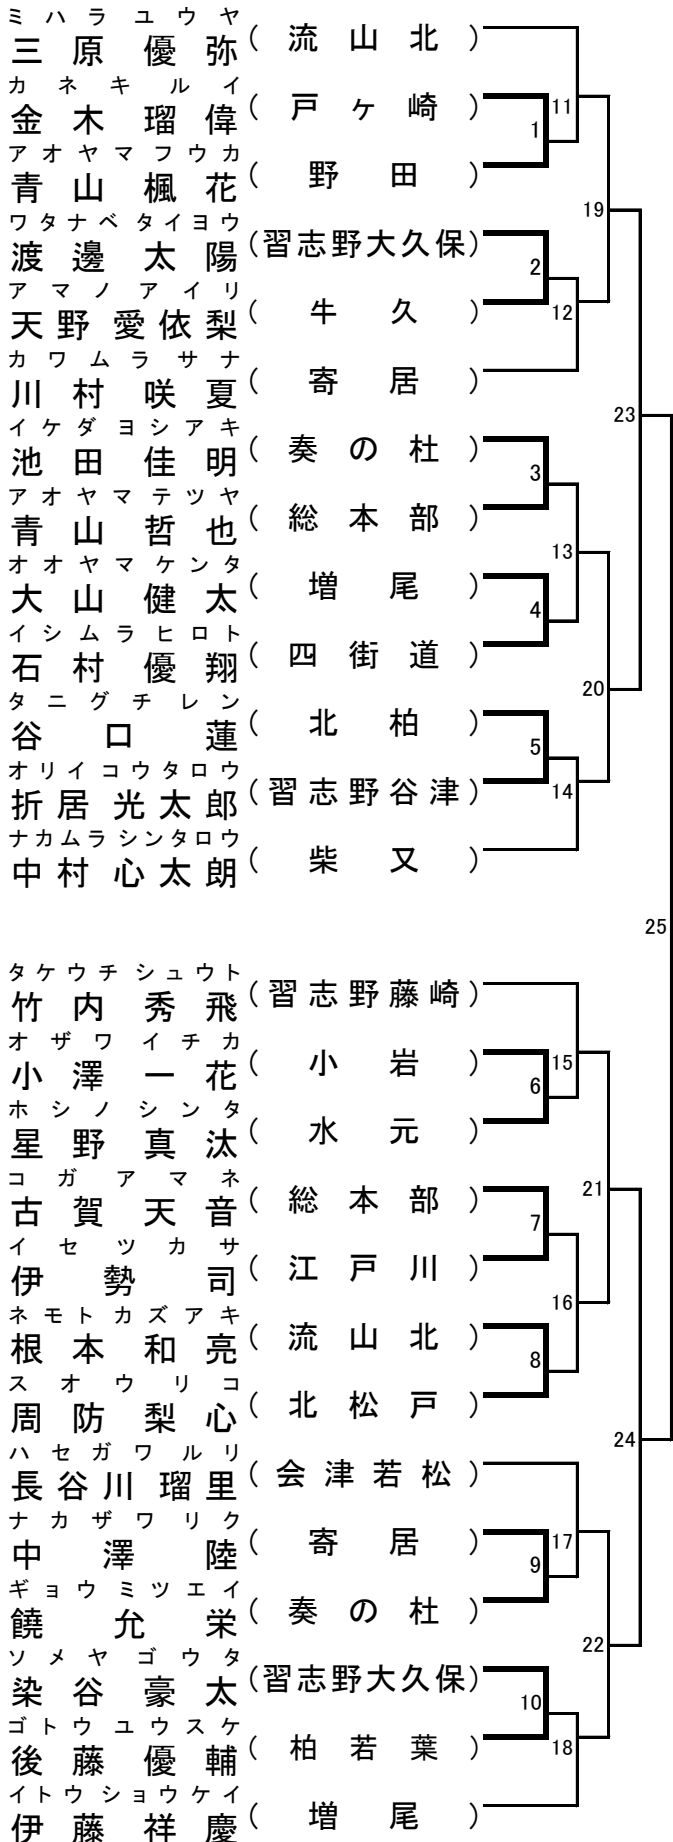 ミハラユウヤ
三原優弥 (流山北)
カネキルイ
金木瑠偉 (戸ヶ崎)
11
1
アオヤマフウカ
青山楓花 (野田)
19
ワタナベタイヨウ
渡邊太陽 (習志野大久保)
2
アマノアイリ
天野愛依梨 (牛久)
12
カワムラサナ
川村咲夏 (寄居)
23
イケダヨシアキ
池田佳明 (奏の杜)
3
アオヤマテツヤ
青山哲也 (総本部)
13
オオヤマケンタ
大山健太 (増尾)
4
イシムラヒロト
石村優翔 (四街道)
20
タニグチレン
谷口蓮 (北柏)
5
オリイコウタロウ
折居光太郎 (習志野谷津)
14
ナカムラシンタロウ
中村心太朗 (柴又)
25
タケウチシュウト
竹内秀飛 (習志野藤崎)
オザワイチカ
小澤一花 (小岩)
15
6
ホシノシンタ
星野真汰 (水元)
コガアマネ
古賀天音 (総本部)
21
7
イセツカサ
伊勢司 (江戸川)
16
ネモトカズアキ
根本和亮 (流山北)
8
スオウリコ
周防梨心 (北松戸)
24
ハセガワルリ
長谷川瑠里 (会津若松)
ナカザワリク
中澤陸 (寄居)
17
9
ギョウミツエイ
饒允栄 (奏の杜)
22
ソメヤゴウタ
染谷豪太 (習志野大久保)
10
ゴトウユウスケ
後藤優輔 (柏若葉)
18
イトウショウケイ
伊藤祥慶 (増尾)